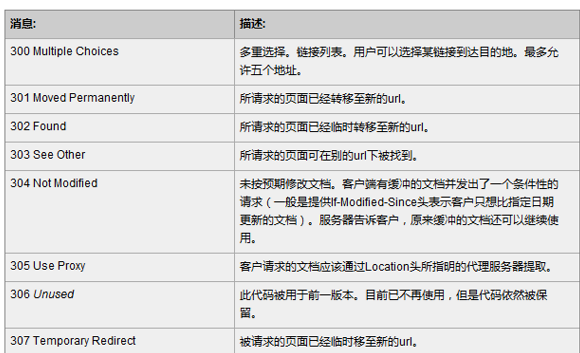 消息: 描述:
300 Multiple Choices 多重选择。链接列表。用户可以选择某链接到达目的地。最多允
许五个地址。
301 Moved Permanently 所请求的页面已经转移至新的url。
302 Found 所请求的页面已经临时转移至新的url。
303 See Other 所请求的页面可在别的url下被找到。
304 Not Modified 未按预期修改文档。客户端有缓冲的文档并发出了一个条件性的
请求（一般是提供If-Modified-Since头表示客户只想比指定日期
更新的文档）。服务器告诉客户，原来缓冲的文档还可以继续使
用。
305 Use Proxy 客户请求的文档应该通过Location头所指明的代理服务器提取。
306 Unused 此代码被用于前一版本。目前已不再使用，但是代码依然被保
留。
307 Temporary Redirect 被请求的页面已经临时移至新的url。